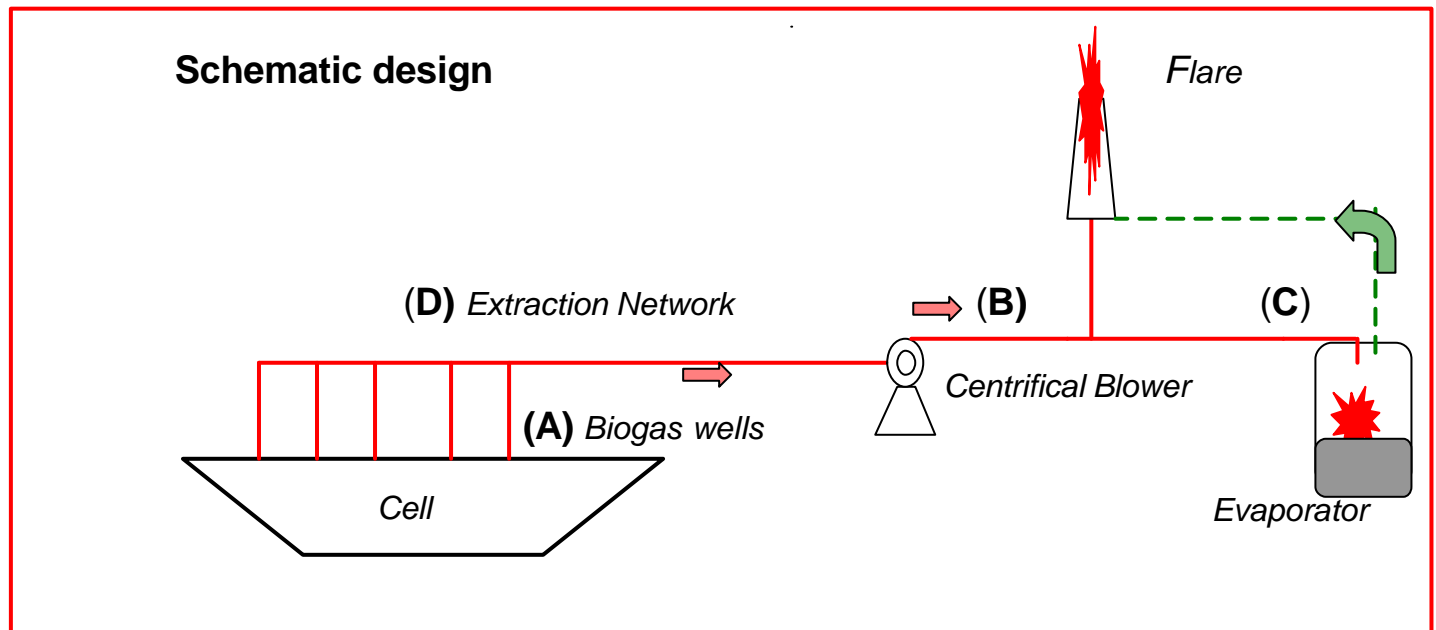 Schematic design
Flare
(D) Extraction Network
(B)
(C)
Centrifical Blower
(A) Biogas wells
Cell
Evaporator